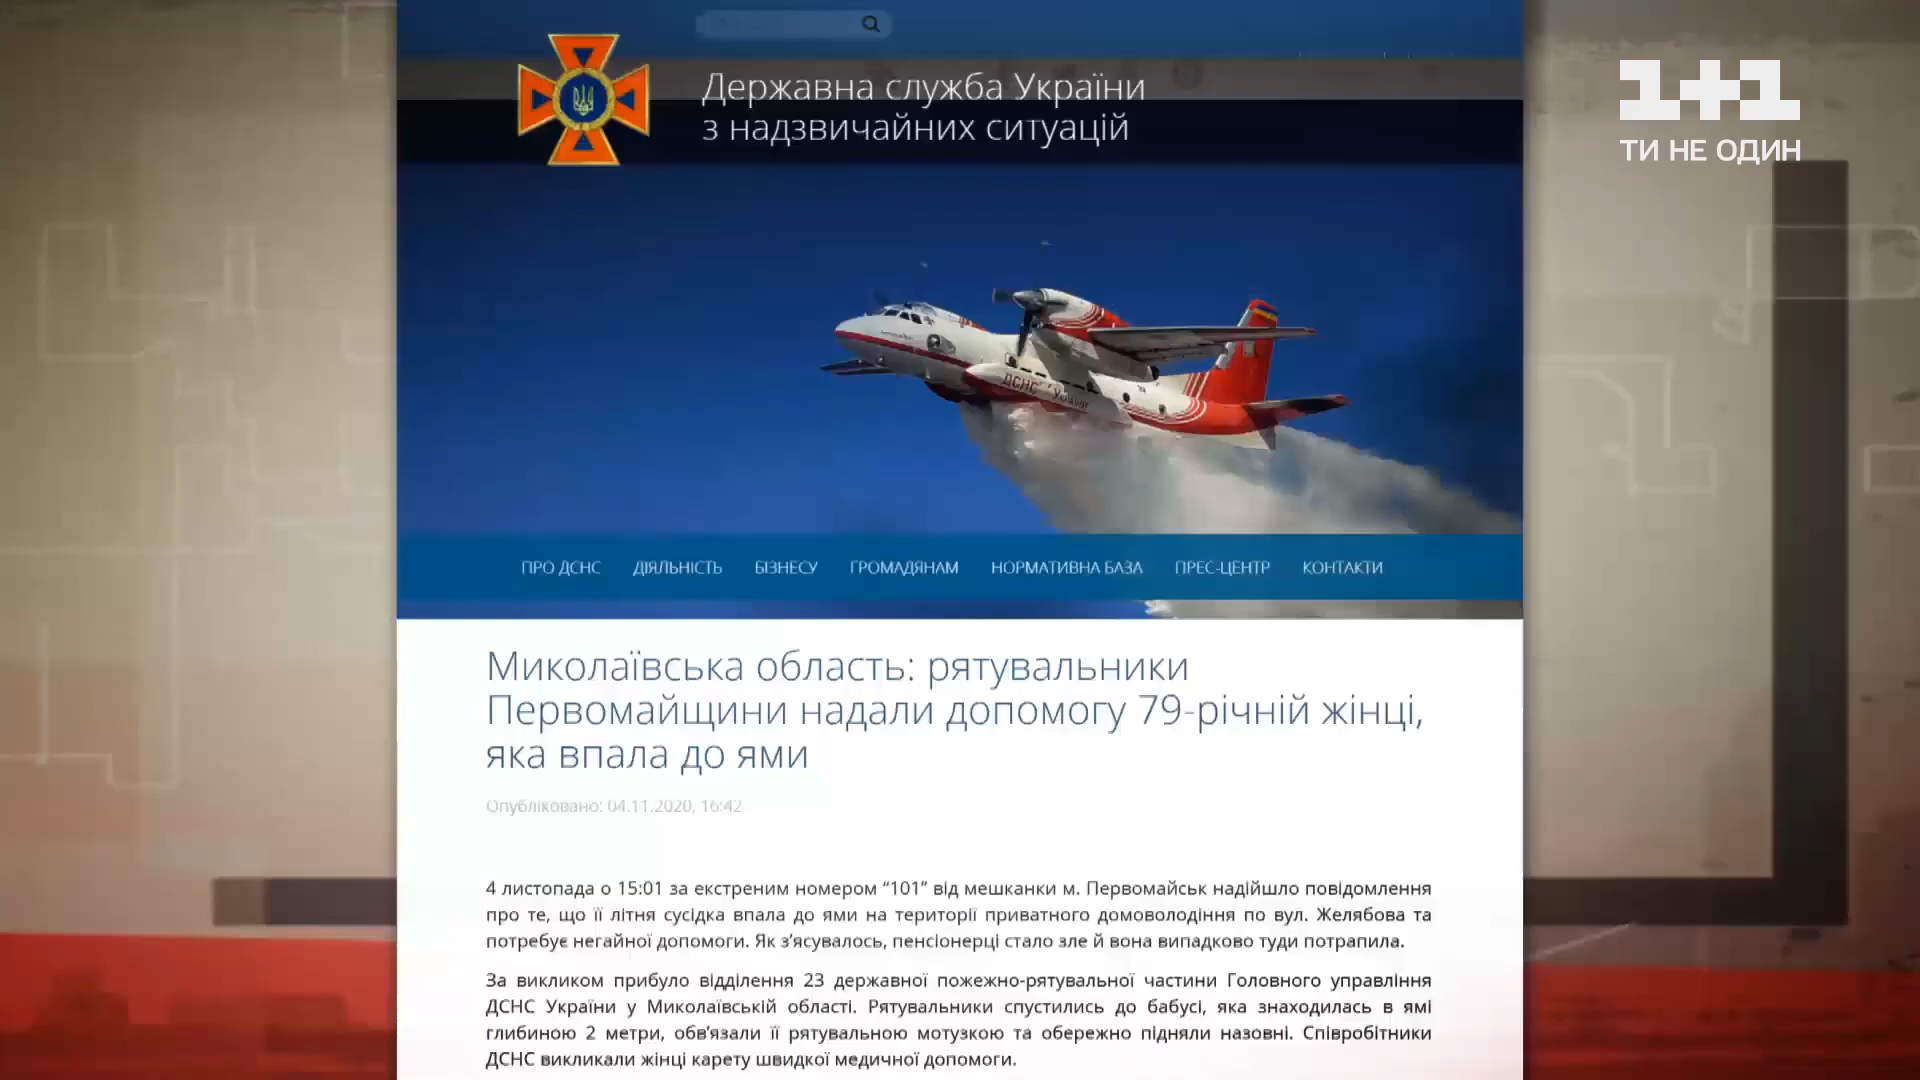 Державна служба України
з надзвичайних ситуацій
1+1
ТИ НЕ ОДИН
ДСНС України
ПРО ДСНС ДІЯЛЬНІСТЬ БІЗНЕСУ ГРОМАДЯНАМ НОРМАТИВНА БАЗА ПРЕС-ЦЕНТР КОНТАКТИ
Миколаївська область: рятувальники
Первомайщини надали допомогу 79-річній жінці,
яка впала до ями
Опубліковано: 04.11.2020, 16:42
4 листопада о 15:01 за екстреним номером “101” від мешканки м. Первомайськ надійшло повідомлення
про те, що її літня сусідка впала до ями на території приватного домоволодіння по вул. Желябова та
потребує негайної допомоги. Як з’ясувалось, пенсіонерці стало зле й вона випадково туди потрапила.
За викликом прибуло відділення 23 державної пожежно-рятувальної частини Головного управління
ДСНС України у Миколаївській області. Рятувальники спустились до бабусі, яка знаходилась в ямі
глибиною 2 метри, обв’язали її рятувальною мотузкою та обережно підняли назовні. Співробітники
ДСНС викликали жінці карету швидкої медичної допомоги.